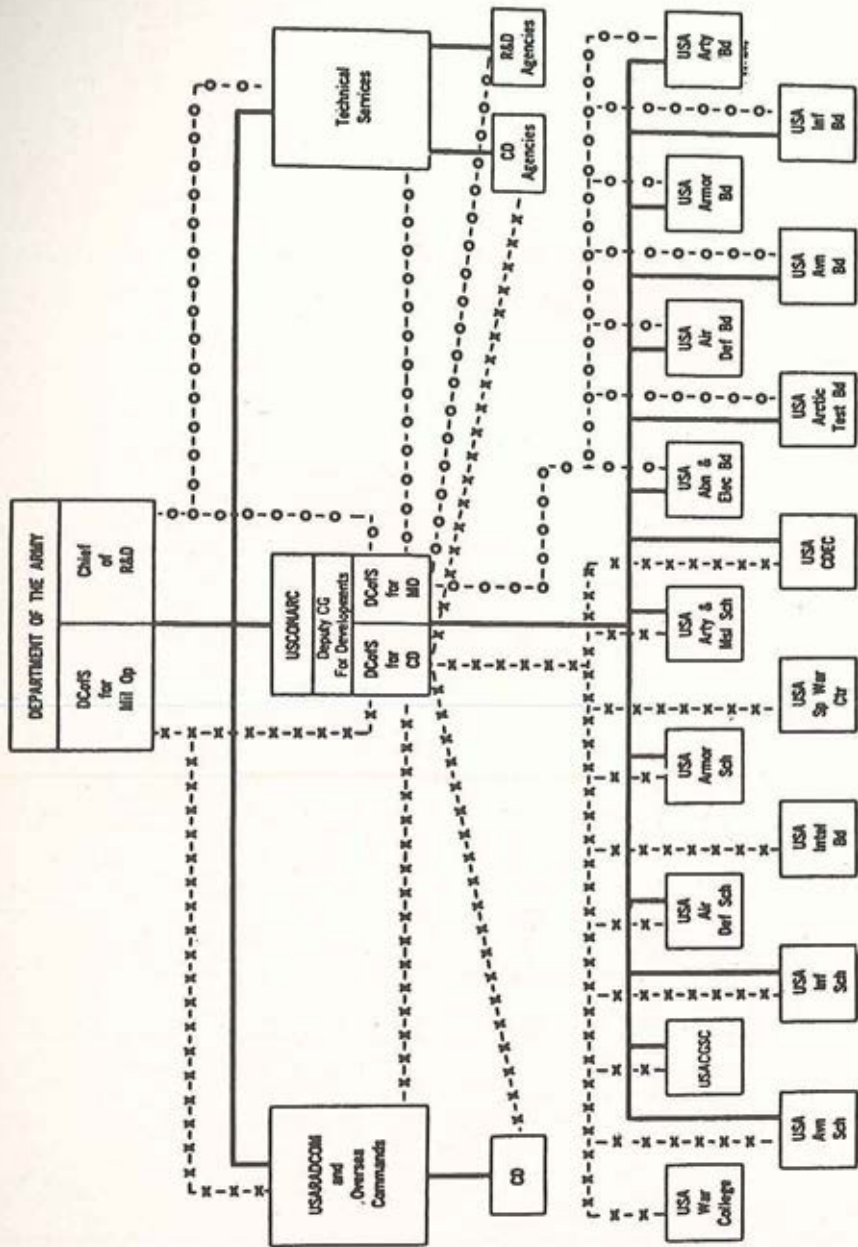 DEPARTMENT OF THE ARMY
DCofS
for
Mil Op
Chief
of
R&D
USARADCOM
and
Oversea
Commands
USCONARC
Deputy CG
For Developments
DCofS
for
CD
DCofS
for
MD
Technical
Services
CD
CD
Agencies
R&D
Agencies
USA
War
College
USA
Avn
Sch
USACGSC
USA
Inf
Sch
USA
Air
Def Sch
USA
Intel
Bd
USA
Armor
Sch
USA
Sp War
Ctr
USA
Arty &
Msl Sch
USA
CDEC
USA
Abn &
Elec Bd
USA
Arctic
Test Bd
USA
Air
Def Bd
USA
Avn
Bd
USA
Armor
Bd
USA
Inf
Bd
USA
Arty
Bd